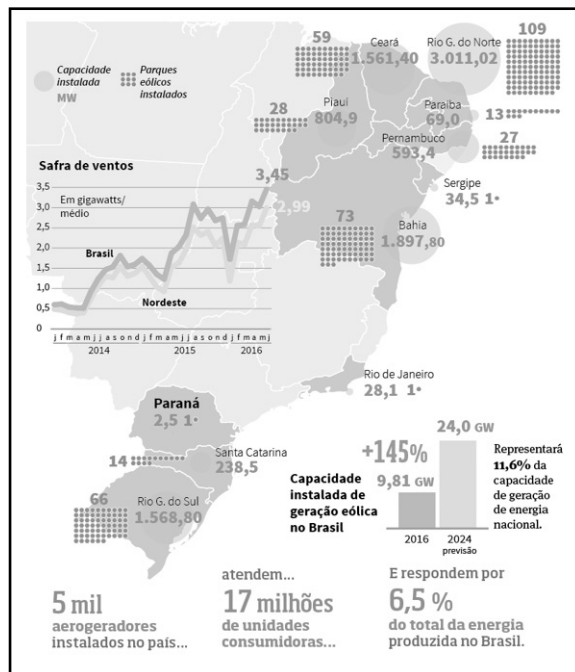 Capacidade
instalada
MW
Parques
eólicos
instalados
59
Ceará
1.561,40
Rio G. do Norte
3.011,02
109
28
Piauí
804,9
Paraíba
69,0
13
Pernambuco
593,4
27
Sergipe
34,5 1
73
Bahia
1.897,80
Safra de ventos
3,45
3,5
Em gigawatts/
médio
3,0
2,99
2,5
2,0
Brasil
1,5
1,0
Nordeste
0,5
0
j f m a m j j a s o n d j f m a m j j a s o n d j f m a m j
2014
2015
2016
Rio de Janeiro
28,1 1
Paraná
2,5 1
14
Santa Catarina
238,5
66
Rio G. do Sul
1.568,80
Capacidade
instalada de
geração eólica
no Brasil
+145%
9,81 GW
24,0 GW
2016
2024
previsão
Representará
11,6% da
capacidade
de geração
de energia
nacional.
5 mil
aerogeradores
instalados no país...
atendem...
17 milhões
de unidades
consumidoras...
E respondem por
6,5 %
do total da energia
produzida no Brasil.